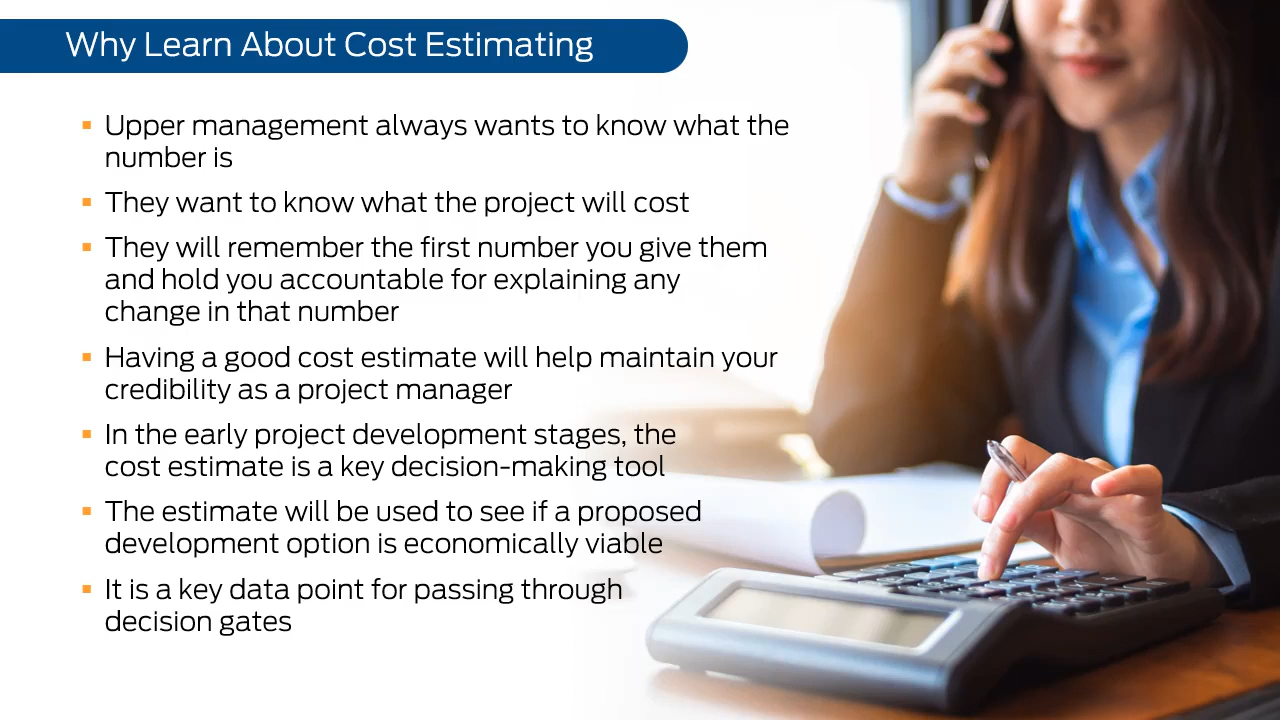 Why Learn About Cost Estimating
Upper management always wants to know what the
number is
They want to know what the project will cost
They will remember the first number you give them
and hold you accountable for explaining any
change in that number
Having a good cost estimate will help maintain your
credibility as a project manager
In the early project development stages, the
cost estimate is a key decision-making tool
The estimate will be used to see if a proposed
development option is economically viable
It is a key data point for passing through
decision gates